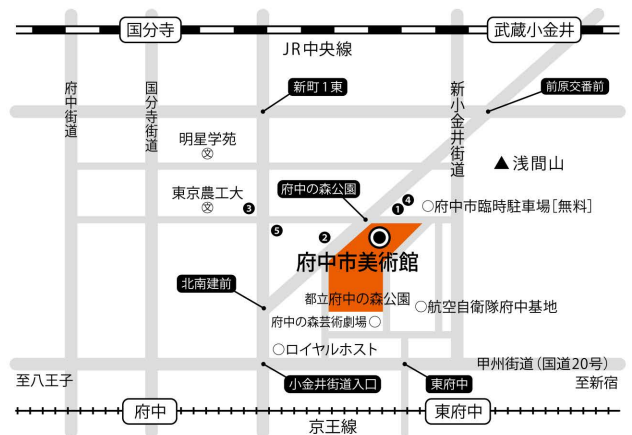 国分寺
武蔵小金井
JR中央線
府中街道
国分寺街道
新町1東
新小金井街道
前原交番前
明星学苑
文
▲浅間山
東京農工大
文
❸
府中の森公園
❹
❶
○府中市臨時駐車場[無料]
❺
❷
府中市美術館
北南建前
都立府中の森公園
○航空自衛隊府中基地
府中の森芸術劇場○
○ロイヤルホスト
甲州街道(国道20号)
至八王子
小金井街道入口
東府中
至新宿
府中
東府中
京王線